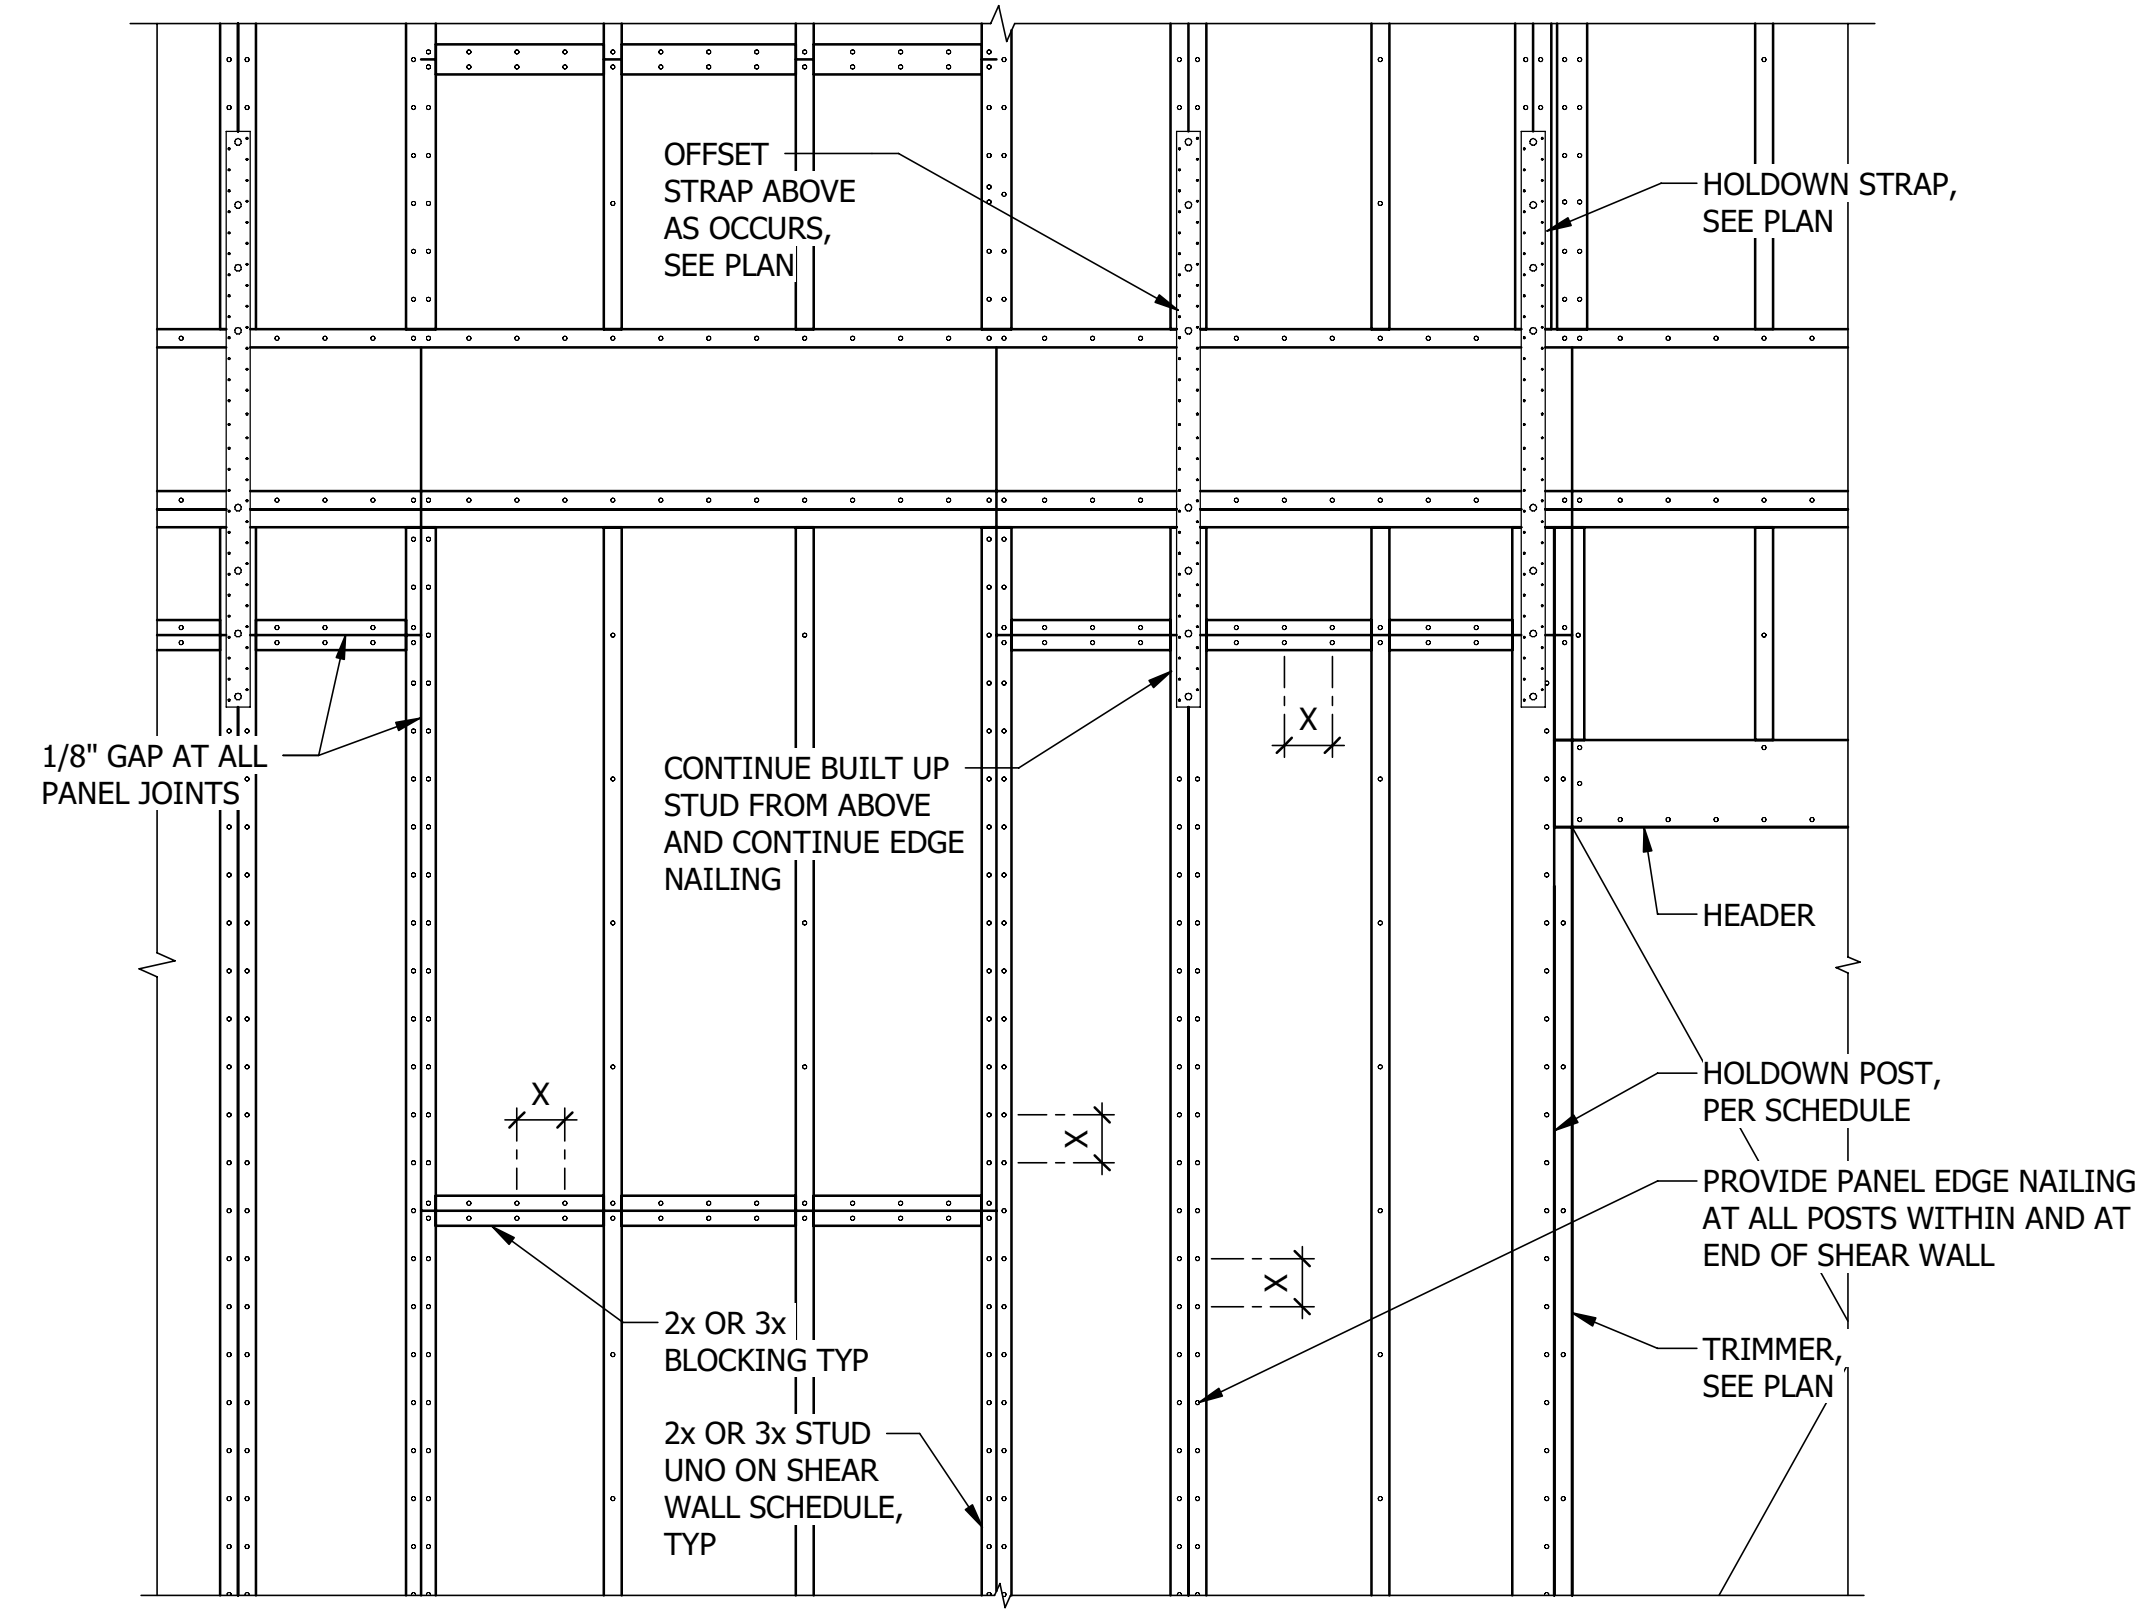 OFFSET
STRAP ABOVE
AS OCCURS,
SEE PLAN
HOLDOWN STRAP,
SEE PLAN
1/8" GAP AT ALL
PANEL JOINTS
CONTINUE BUILT UP
STUD FROM ABOVE
AND CONTINUE EDGE
NAILING
X
HEADER
X
X
HOLDOWN POST,
PER SCHEDULE
PROVIDE PANEL EDGE NAILING
AT ALL POSTS WITHIN AND AT
END OF SHEAR WALL
X
2x OR 3x
BLOCKING TYP
TRIMMER,
SEE PLAN
2x OR 3x STUD
UNO ON SHEAR
WALL SCHEDULE,
TYP